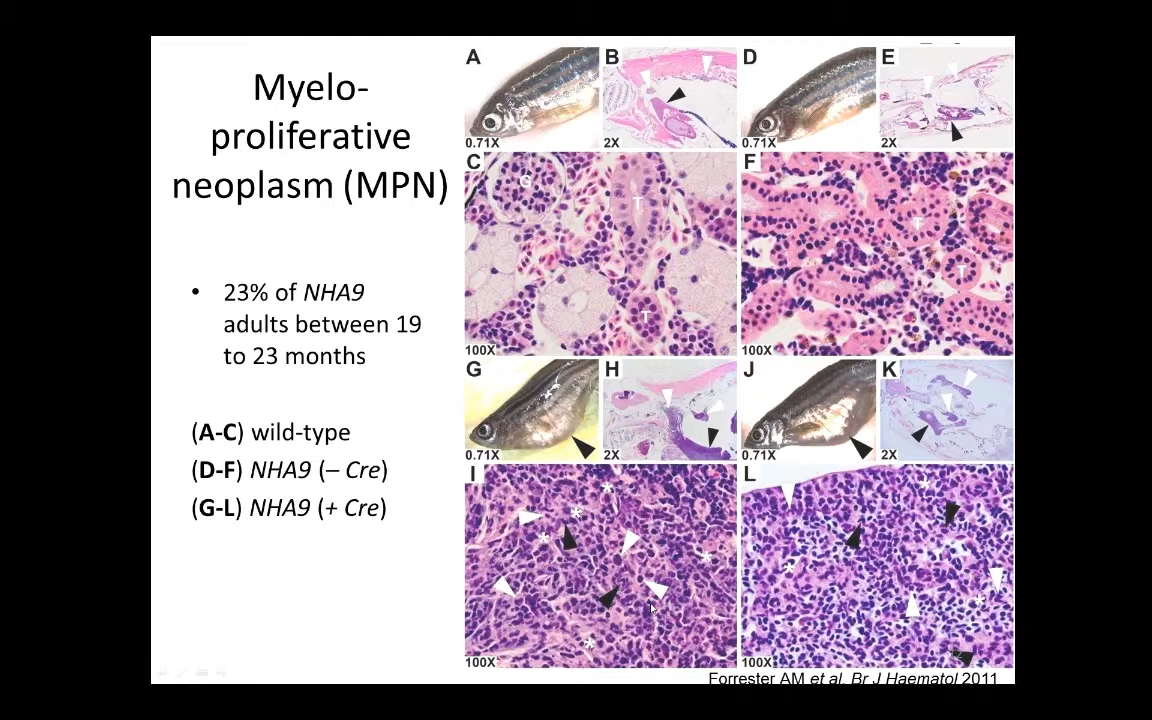 Myelo-
proliferative
neoplasm (MPN)
• 23% of NHA9
adults between 19
to 23 months
(A-C) wild-type
(D-F) NHA9 (– Cre)
(G-L) NHA9 (+ Cre)
A
0.71X
B
2X
D
0.71X
E
2X
C
G
T
T
100X
F
T
T
100X
G
0.71X
H
2X
J
0.71X
K
2X
I
* * * * *
100X
L
* * *
100X
Forrester AM et al. Br J Haematol 2011